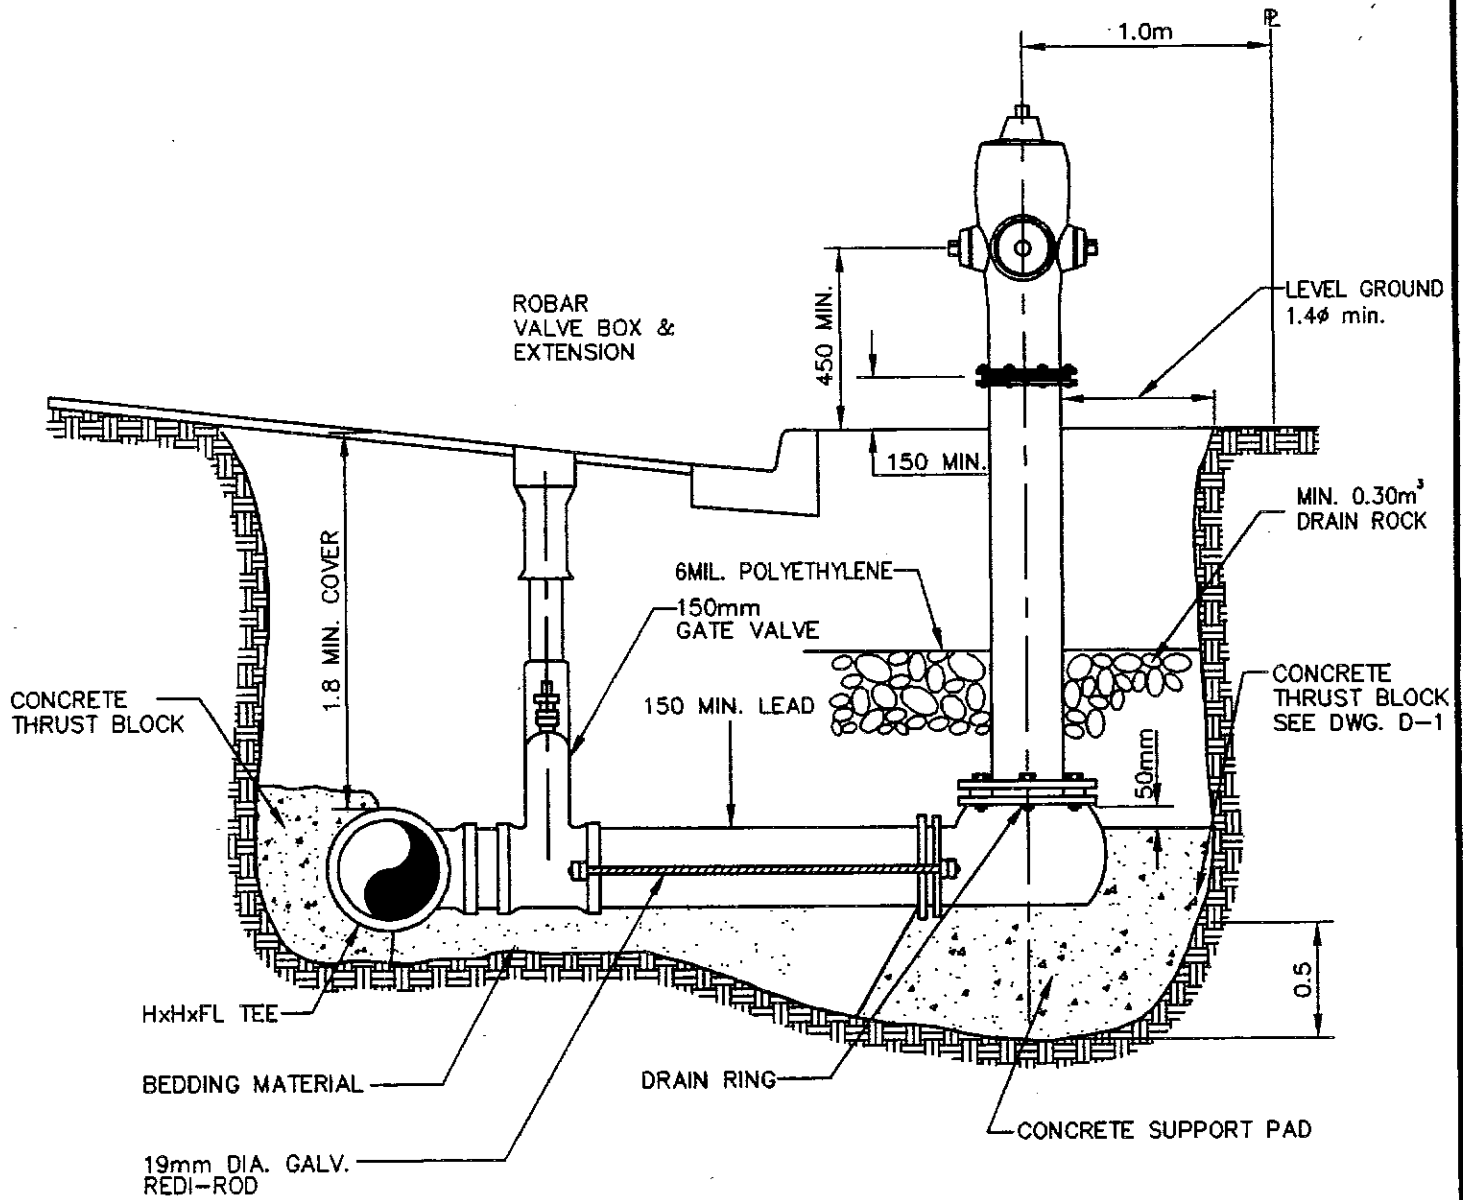 1.0m
PL
ROBAR
VALVE BOX &
EXTENSION
450 MIN.
LEVEL GROUND
1.4ø min.
150 MIN.
MIN. 0.30m³
DRAIN ROCK
1.8 MIN. COVER
6MIL. POLYETHYLENE
150mm
GATE VALVE
CONCRETE
THRUST BLOCK
150 MIN. LEAD
CONCRETE
THRUST BLOCK
SEE DWG. D-1
50mm
0.5
HxHxFL TEE
BEDDING MATERIAL
DRAIN RING
CONCRETE SUPPORT PAD
19mm DIA. GALV.
REDI-ROD